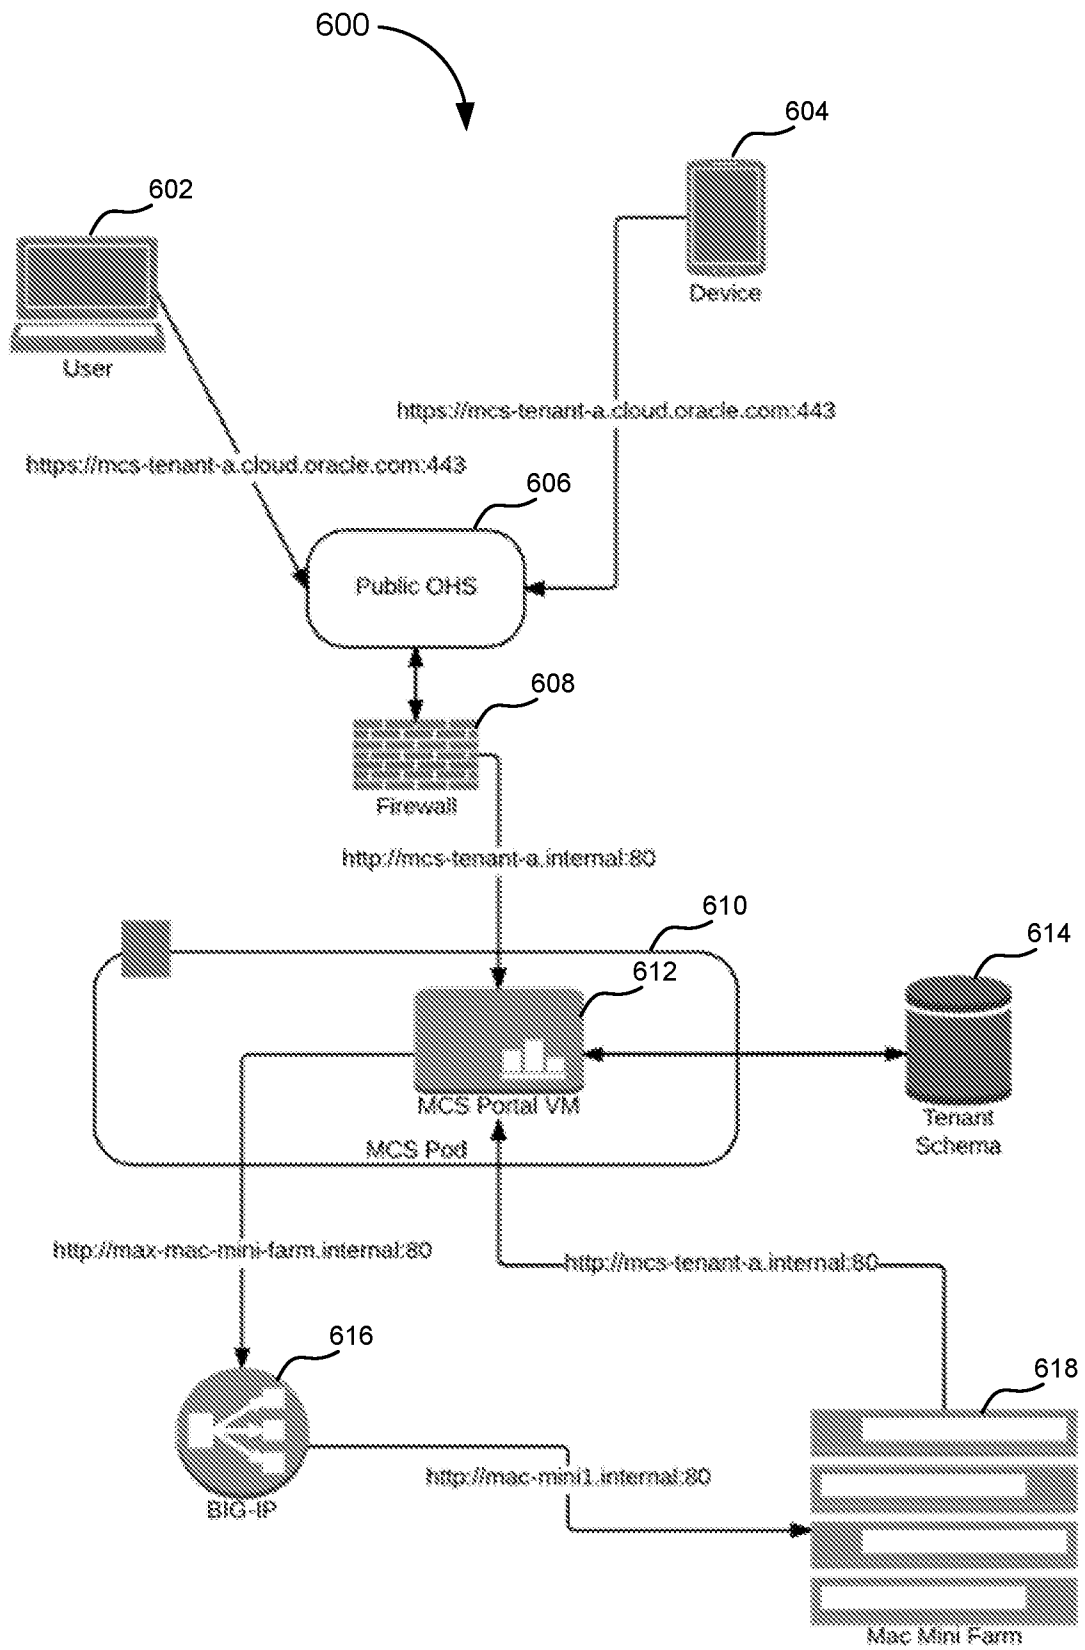 600
604
602
Device
User
https://mcs-tenant-a.cloud.oracle.com:443
https://mcs-tenant-a.cloud.oracle.com:443
606
Public OHS
608
Firewall
http://mcs-tenant-a.internal:80
610
614
612
MCS Portal VM
Tenant
Schema
MCS Pod
http://max-mac-mini-farm.internal:80
http://mcs-tenant-a.internal:80
616
618
http://mac-mini1.internal:80
BIG-IP
Mac Mini Farm